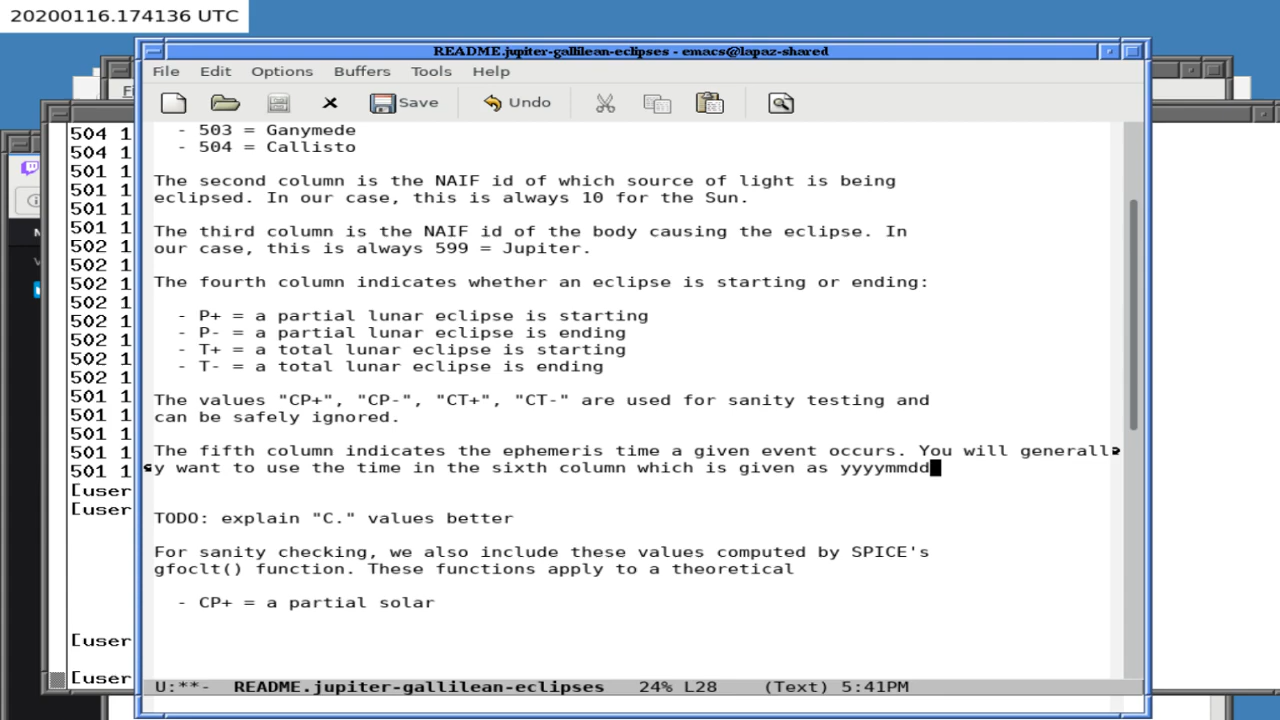 20200116.174136 UTC
README.jupiter-gallilean-eclipses - emacs@lapaz-shared
File Edit Options Buffers Tools Help
Save Undo
504 1
504 1
501 1
501 1
501 1
501 1
502 1
502 1
502 1
502 1
502 1
502 1
502 1
502 1
501 1
501 1
501 1
501 1
501 1
[user
[user
[user
[user
- 503 = Ganymede
- 504 = Callisto
The second column is the NAIF id of which source of light is being
eclipsed. In our case, this is always 10 for the Sun.
The third column is the NAIF id of the body causing the eclipse. In
our case, this is always 599 = Jupiter.
The fourth column indicates whether an eclipse is starting or ending:
- P+ = a partial lunar eclipse is starting
- P- = a partial lunar eclipse is ending
- T+ = a total lunar eclipse is starting
- T- = a total lunar eclipse is ending
The values "CP+", "CP-", "CT+", "CT-" are used for sanity testing and
can be safely ignored.
The fifth column indicates the ephemeris time a given event occurs. You will generall
y want to use the time in the sixth column which is given as yyyymmdd
TODO: explain "C." values better
For sanity checking, we also include these values computed by SPICE's
gfoclt() function. These functions apply to a theoretical
- CP+ = a partial solar
U:**- README.jupiter-gallilean-eclipses 24% L28 (Text) 5:41PM